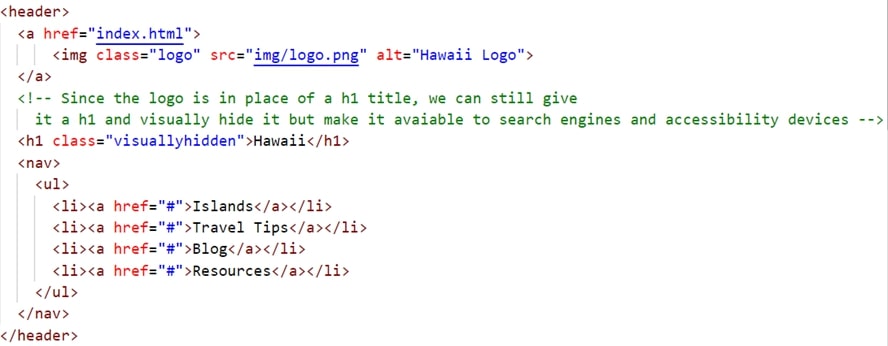 <header>
<a href="index.html">
<img class="logo" src="img/logo.png" alt="Hawaii Logo">
</a>
<!-- Since the logo is in place of a h1 title, we can still give
it a h1 and visually hide it but make it avaiable to search engines and accessibility devices -->
<h1 class="visuallyhidden">Hawaii</h1>
<nav>
<ul>
<li><a href="#">Islands</a></li>
<li><a href="#">Travel Tips</a></li>
<li><a href="#">Blog</a></li>
<li><a href="#">Resources</a></li>
</ul>
</nav>
</header>